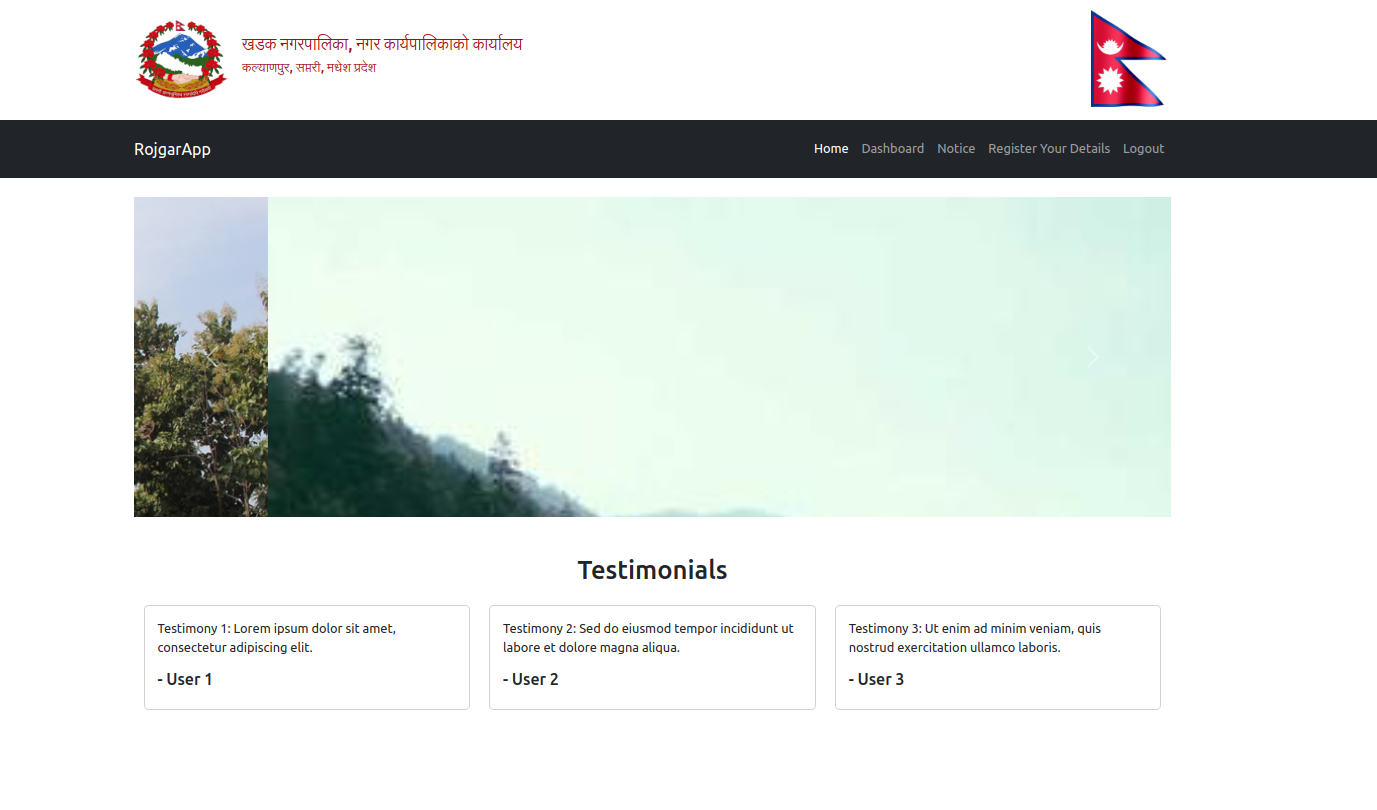 खडक नगरपालिका, नगर कार्यपालिकाको कार्यालय
कल्याणपुर, सप्तरी, मधेश प्रदेश
RojgarApp
Home Dashboard Notice Register Your Details Logout
Testimonials
Testimony 1: Lorem ipsum dolor sit amet,
consectetur adipiscing elit.
- User 1
Testimony 2: Sed do eiusmod tempor incididunt ut
labore et dolore magna aliqua.
- User 2
Testimony 3: Ut enim ad minim veniam, quis
nostrud exercitation ullamco laboris.
- User 3